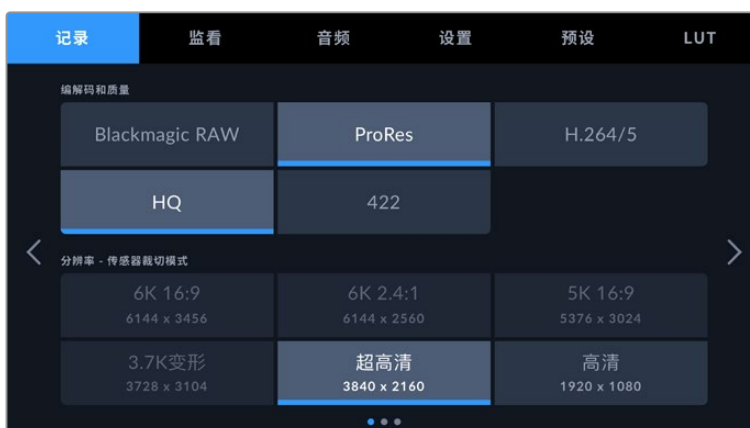 记录 监看 音频 设置 预设 LUT
编解码和质量
Blackmagic RAW ProRes H.264/5
HQ 422
分辨率 - 传感器裁切模式
6K 16:9 6K 2.4:1 5K 16:9
6144 x 3456 6144 x 2560 5376 x 3024
3.7K变形 超高清 高清
3728 x 3104 3840 x 2160 1920 x 1080